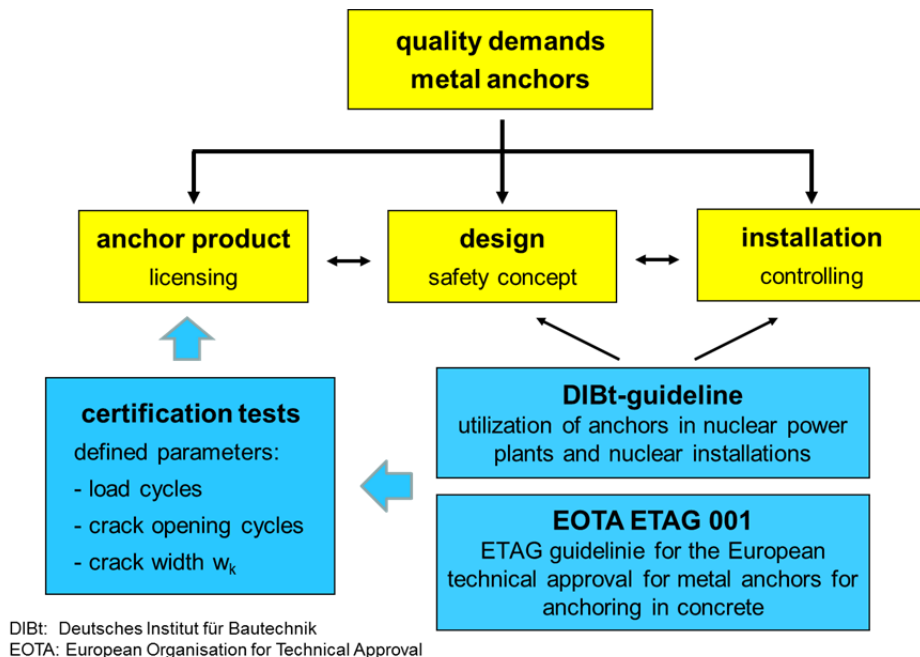 quality demands
metal anchors
anchor product
licensing
design
safety concept
installation
controlling
certification tests
defined parameters:
- load cycles
- crack opening cycles
- crack width wk
DIBt-guideline
utilization of anchors in nuclear power
plants and nuclear installations
EOTA ETAG 001
ETAG guidelinie for the European
technical approval for metal anchors for
anchoring in concrete
DIBt: Deutsches Institut für Bautechnik
EOTA: European Organisation for Technical Approval